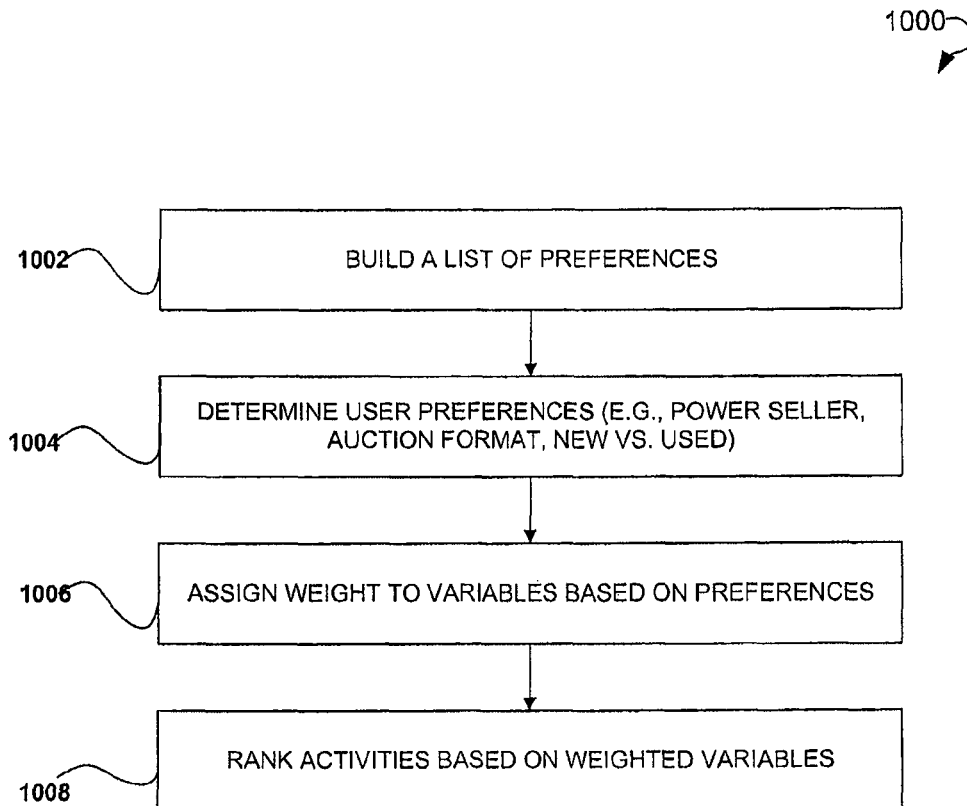 1000
1002
BUILD A LIST OF PREFERENCES
1004
DETERMINE USER PREFERENCES (E.G., POWER SELLER,
AUCTION FORMAT, NEW VS. USED)
1006
ASSIGN WEIGHT TO VARIABLES BASED ON PREFERENCES
1008
RANK ACTIVITIES BASED ON WEIGHTED VARIABLES